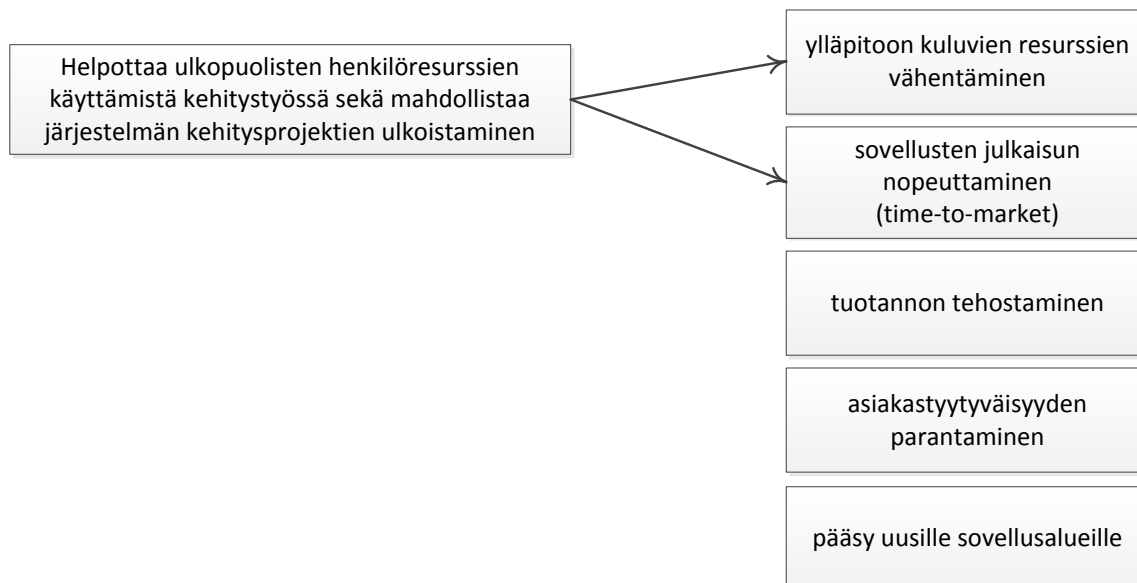 Helpottaa ulkopuolisten henkilöresurssien
käyttämistä kehitystyössä sekä mahdollistaa
järjestelmän kehitysprojektien ulkoistaminen
ylläpitoon kuluvien resurssien
vähentäminen
sovellusten julkaisun
nopeuttaminen
(time-to-market)
tuotannon tehostaminen
asiakastyytyväisyyden
parantaminen
pääsy uusille sovellusalueille